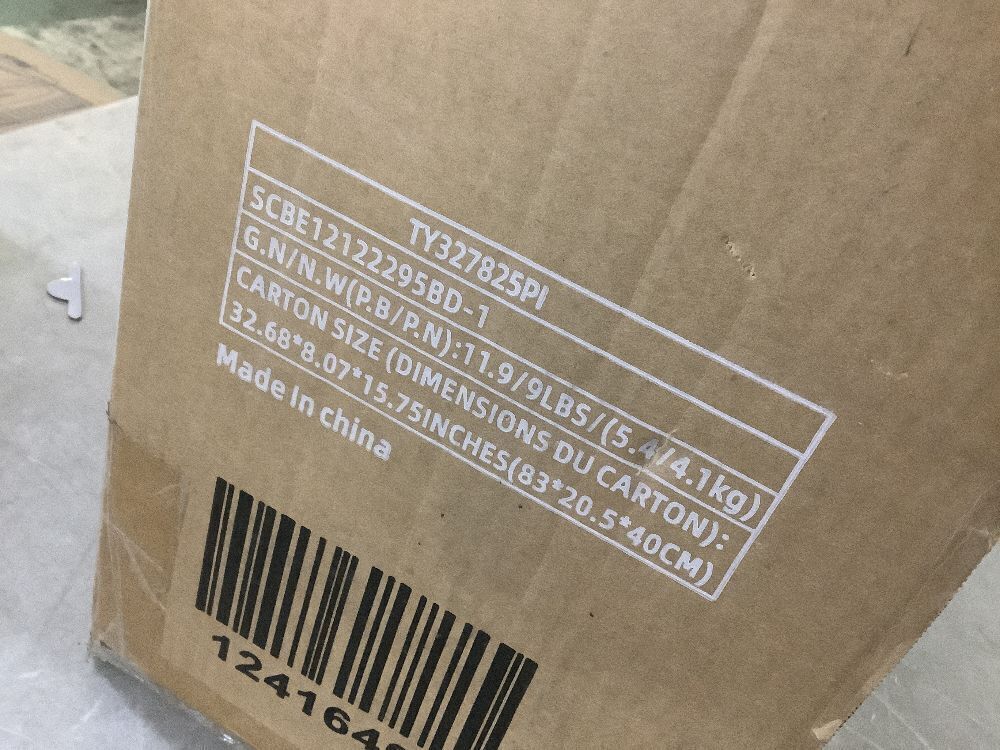 TY327825PI
SCBE12122295BD-1
G.N/N.W(P.B/P.N):11.9/9LBS/(5.4/4.1kg)
CARTON SIZE (DIMENSIONS DU CARTON):
32.68*8.07*15.75INCHES(83*20.5*40CM)
Made In china